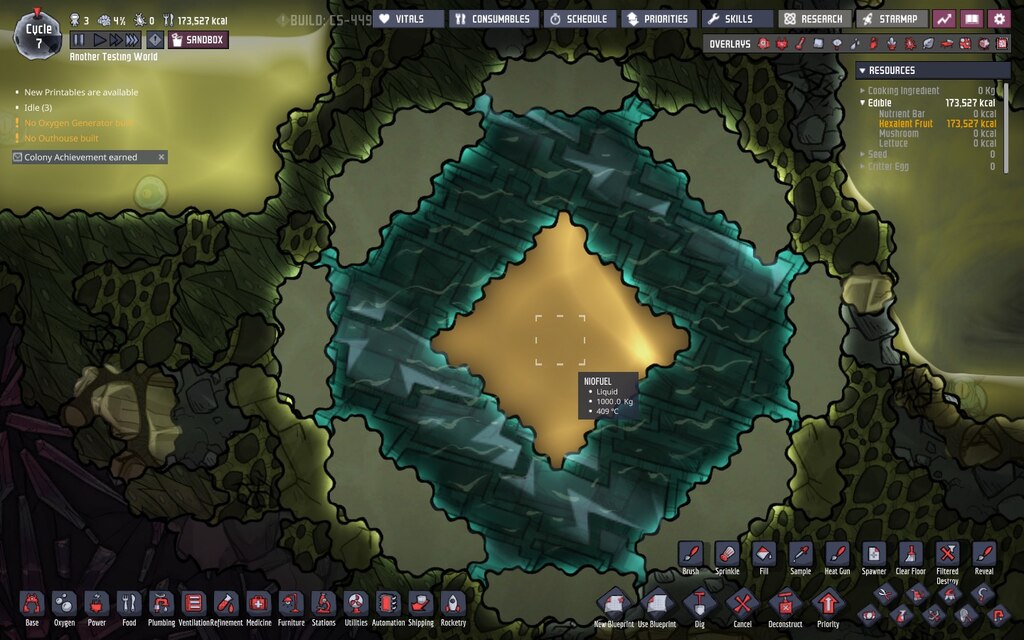 Cycle
7
3
4%
0
173,527 kcal
BUILD: CS-449
VITALS
CONSUMABLES
SCHEDULE
PRIORITIES
SKILLS
RESEARCH
STARMAP
SANDBOX
Another Testing World
OVERLAYS
New Printables are available
Idle (3)
No Oxygen Generator
No Outhouse built
Colony Achievement earned
RESOURCES
Cooking Ingredient 0 Kg
Edible 173,527 kcal
Nutrient Bar 0 kcal
Hexalent Fruit 173,527 kcal
Mushroom 0 kcal
Lettuce 0 kcal
Seed 0
Critter Egg 0
NIOFUEL
Liquid
1000.0 Kg
409 °C
Brush
Sprinkle
Fill
Sample
Heat Gun
Spawner
Clear Floor
Filtered
Destroy
Reveal
Base
Oxygen
Power
Food
Plumbing
Ventilation
Refinement
Medicine
Furniture
Stations
Utilities
Automation
Shipping
Rocketry
New Blueprint
Use Blueprint
Dig
Cancel
Deconstruct
Priority